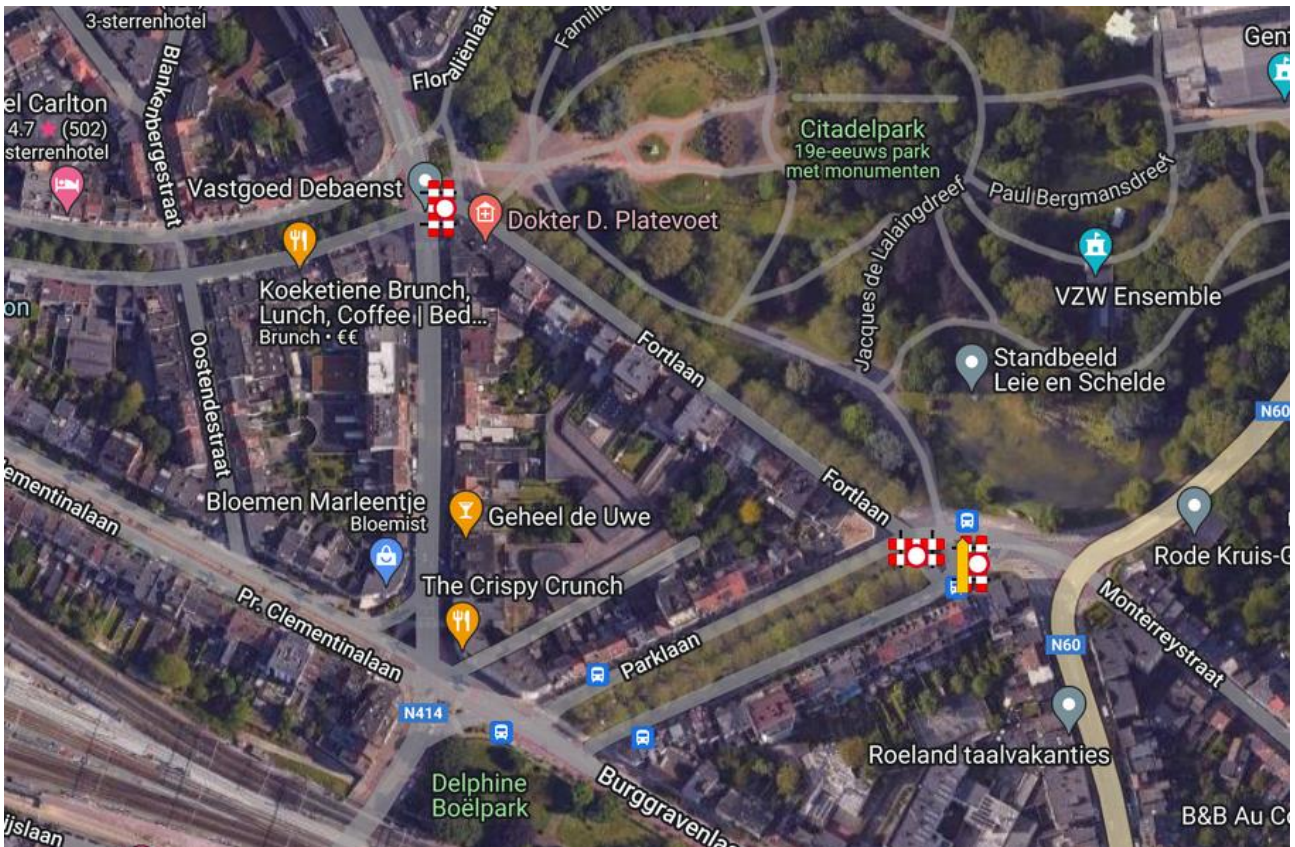 3-sterrenhotel
Blankenbergestraat
Floraliënlaan
Familie
Gent
el Carlton
4.7 ★ (502)
sterrenhotel
Vastgoed Debaenst
Dokter D. Platevoet
Citadelpark
19e-eeuws park
met monumenten
Paul Bergmansdreef
Jacques de Lalaingdreef
VZW Ensemble
Koeketiene Brunch,
Lunch, Coffee | Bed...
Brunch • €€
on
Oostendestraat
Fortlaan
Standbeeld
Leie en Schelde
N60
ementinalaan
Bloemen Marleentje
Bloemist
Geheel de Uwe
Fortlaan
Rode Kruis-G
The Crispy Crunch
Pr. Clementinalaan
Parklaan
N60
Monterreystraat
N414
Roeland taalvakanties
Delphine
Boëlpark
Burggravenla
B&B Au Co
ijslaan